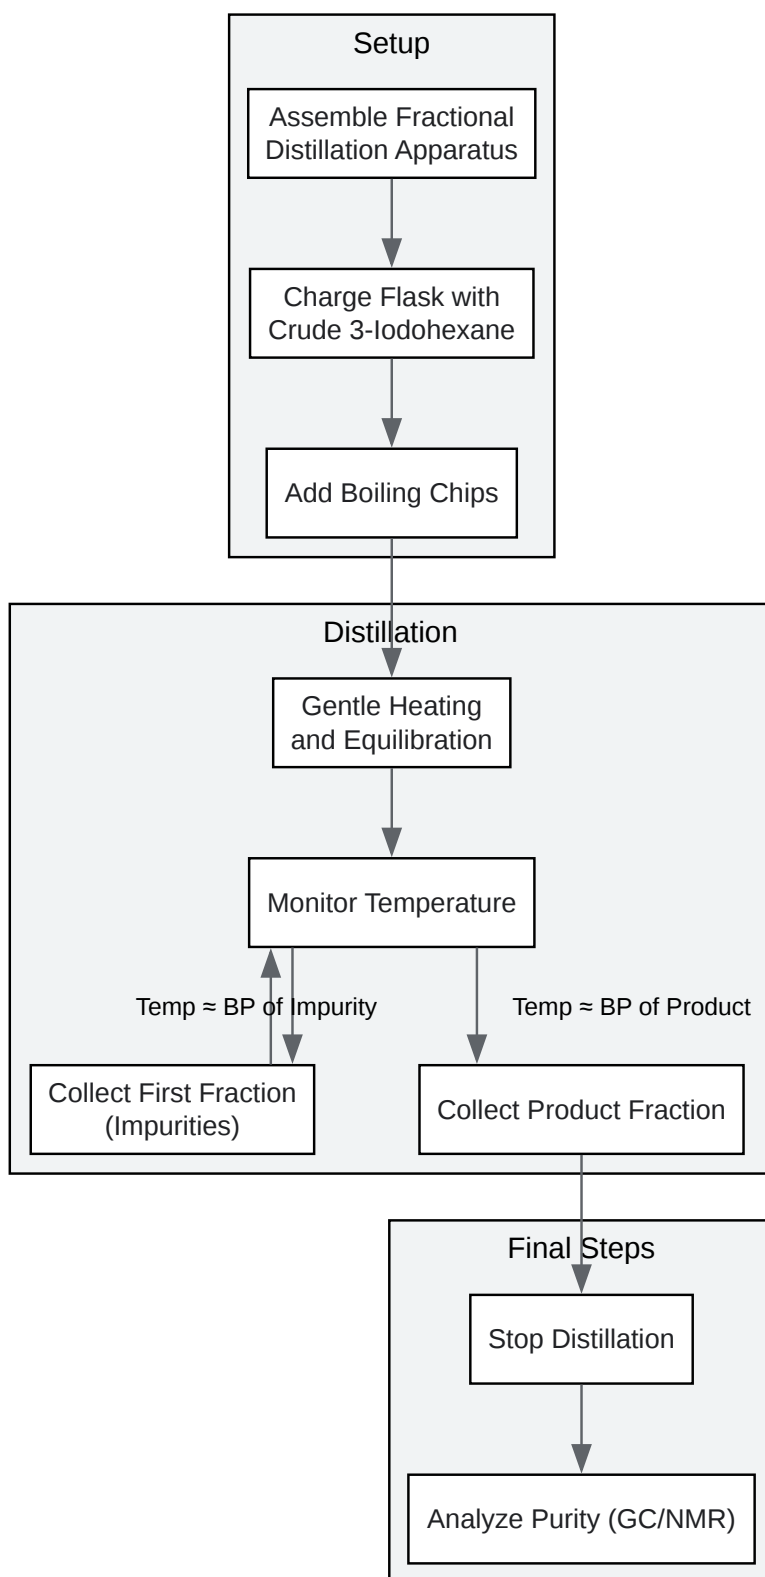 Setup
Assemble Fractional
Distillation Apparatus
Charge Flask with
Crude 3-Iodohexane
Add Boiling Chips
Distillation
Gentle Heating
and Equilibration
Monitor Temperature
Temp ≈ BP of Impurity
Temp ≈ BP of Product
Collect First Fraction
(Impurities)
Collect Product Fraction
Final Steps
Stop Distillation
Analyze Purity (GC/NMR)